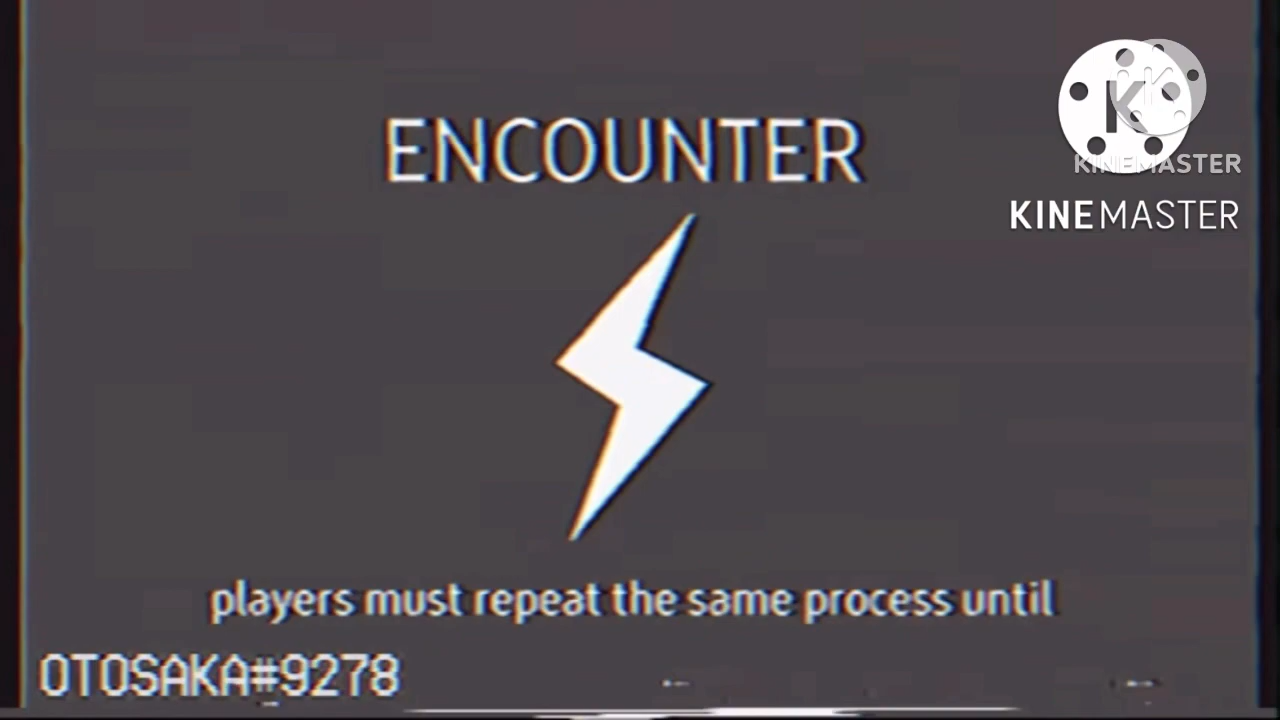 ENCOUNTER
KINEMASTER
KINEMASTER
players must repeat the same process until
OTOSAKA#9278